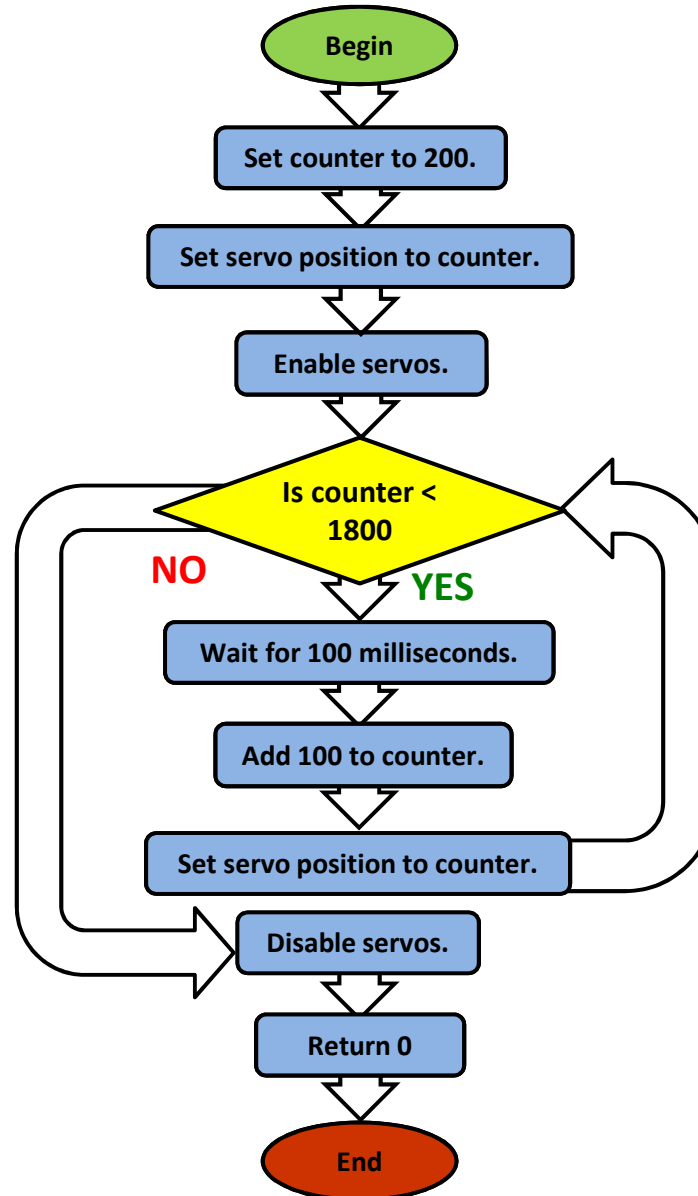 Begin
Set counter to 200.
Set servo position to counter.
Enable servos.
Is counter <
1800
NO
YES
Wait for 100 milliseconds.
Add 100 to counter.
Set servo position to counter.
Disable servos.
Return 0
End